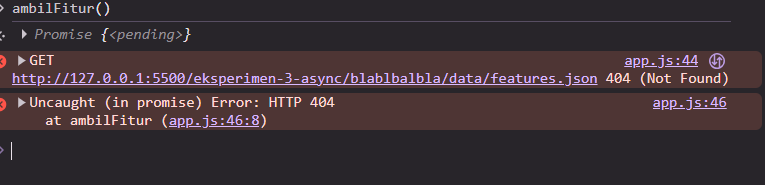 ambilFitur()
Promise {<pending>}
GET app.js:44
http://127.0.0.1:5500/eksperimen-3-async/blablbalbla/data/features.json 404 (Not Found)
Uncaught (in promise) Error: HTTP 404 app.js:46
at ambilFitur (app.js:46:8)